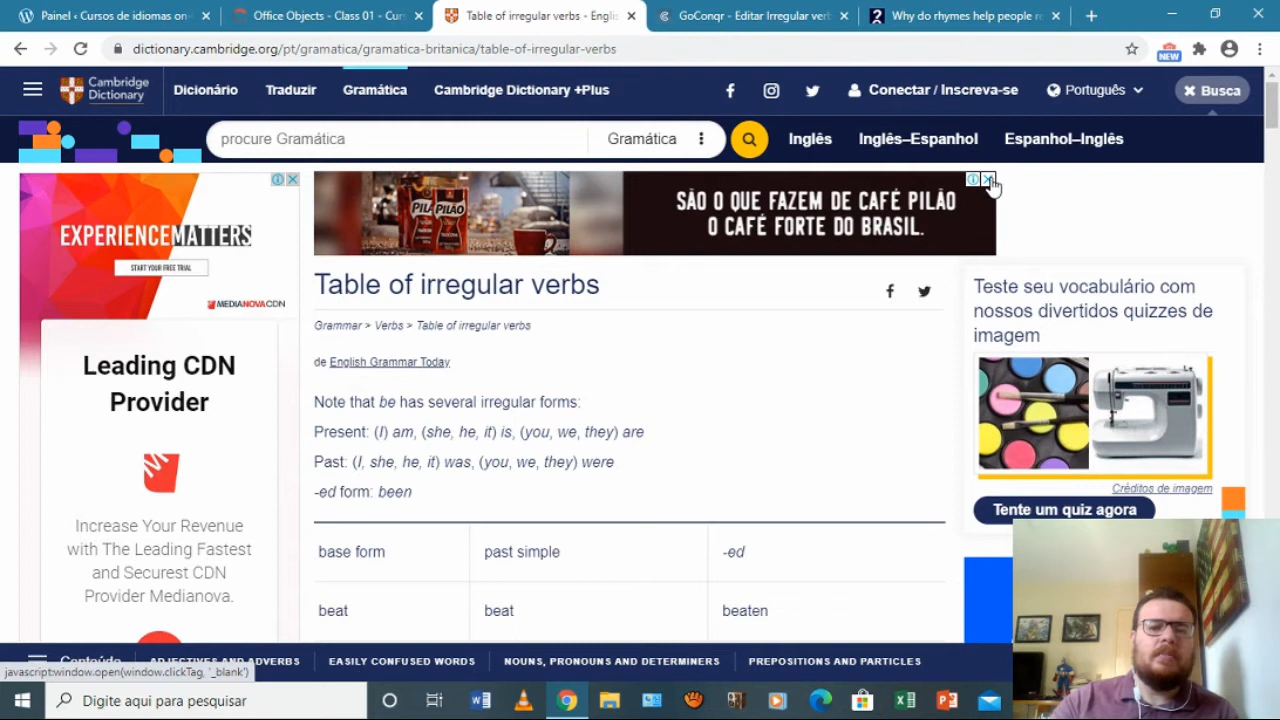 Painel ‹ Cursos de idiomas on-l
Office Objects - Class 01 - Curs
Table of irregular verbs - Englis
GoConqr - Editar Irregular verb
Why do rhymes help people re
dictionary.cambridge.org/pt/gramatica/gramatica-britanica/table-of-irregular-verbs
NEW
Cambridge
Dictionary
Dicionário
Traduzir
Gramática
Cambridge Dictionary +Plus
Conectar / Inscreva-se
Português
Busca
procure Gramática
Gramática
Inglês
Inglês–Espanhol
Espanhol–Inglês
EXPERIENCEMATTERS
START YOUR FREE TRIAL
MEDIANOVACDN
Leading CDN
Provider
Increase Your Revenue
with The Leading Fastest
and Securest CDN
Provider Medianova.
PILÃO
SÃO O QUE FAZEM DE CAFÉ PILÃO
O CAFÉ FORTE DO BRASIL.
Table of irregular verbs
Grammar > Verbs > Table of irregular verbs
de English Grammar Today
Note that be has several irregular forms:
Present: (I) am, (she, he, it) is, (you, we, they) are
Past: (I, she, he, it) was, (you, we, they) were
-ed form: been
base form past simple -ed
beat beat beaten
Teste seu vocabulário com
nossos divertidos quizzes de
imagem
Créditos de imagem
Tente um quiz agora
Conteúdo
ADJECTIVES AND ADVERBS
EASILY CONFUSED WORDS
NOUNS, PRONOUNS AND DETERMINERS
PREPOSITIONS AND PARTICLES
javascript:window.open(window.clickTag, '_blank')
Digite aqui para pesquisar